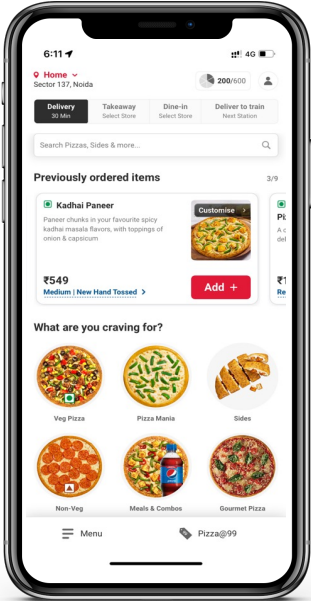 6:11
4G
Home
200/600
Sector 137, Noida
Delivery
30 Min
Takeaway
Select Store
Dine-in
Select Store
Deliver to train
Next Station
Search Pizzas, Sides & more...
Previously ordered items
3/9
Kadhai Paneer
Customise
Paneer chunks in your favourite spicy
kadhai masala flavors, with toppings of
onion & capsicum
₹549
Medium | New Hand Tossed
Add +
What are you craving for?
Veg Pizza
Pizza Mania
Sides
Non-Veg
Meals & Combos
Gourmet Pizza
Menu
Pizza@99